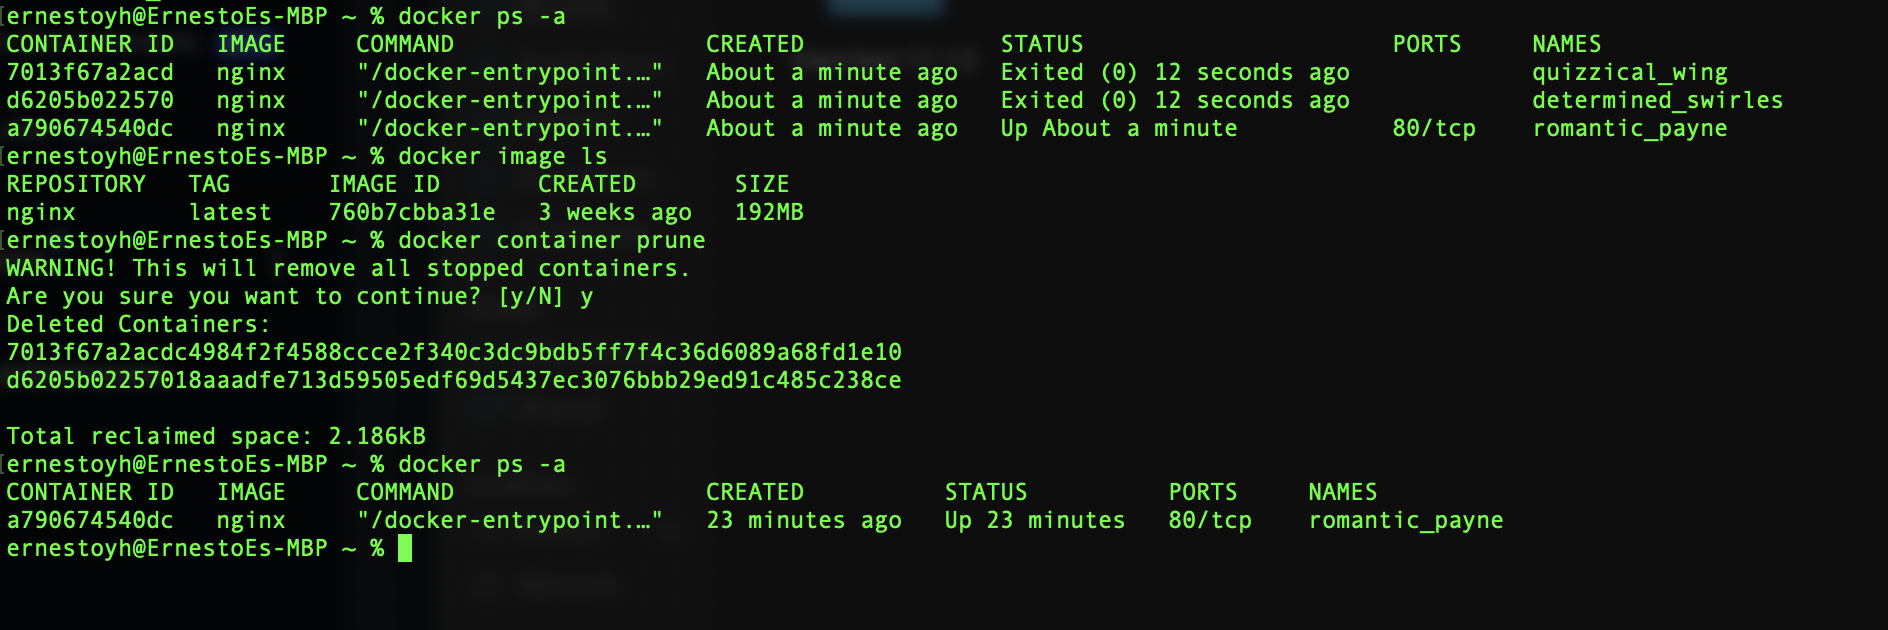 ernestoyh@ErnestoEs-MBP ~ % docker ps -a
CONTAINER ID   IMAGE     COMMAND                  CREATED              STATUS                      PORTS     NAMES
7013f67a2acd   nginx     "/docker-entrypoint.…"   About a minute ago   Exited (0) 12 seconds ago             quizzical_wing
d6205b022570   nginx     "/docker-entrypoint.…"   About a minute ago   Exited (0) 12 seconds ago             determined_swirles
a790674540dc   nginx     "/docker-entrypoint.…"   About a minute ago   Up About a minute           80/tcp    romantic_payne
ernestoyh@ErnestoEs-MBP ~ % docker image ls
REPOSITORY   TAG       IMAGE ID       CREATED       SIZE
nginx        latest    760b7cbba31e   3 weeks ago   192MB
ernestoyh@ErnestoEs-MBP ~ % docker container prune
WARNING! This will remove all stopped containers.
Are you sure you want to continue? [y/N] y
Deleted Containers:
7013f67a2acdc4984f2f4588ccce2f340c3dc9bdb5ff7f4c36d6089a68fd1e10
d6205b02257018aaadfe713d59505edf69d5437ec3076bbb29ed91c485c238ce

Total reclaimed space: 2.186kB
ernestoyh@ErnestoEs-MBP ~ % docker ps -a
CONTAINER ID   IMAGE     COMMAND                  CREATED          STATUS          PORTS     NAMES
a790674540dc   nginx     "/docker-entrypoint.…"   23 minutes ago   Up 23 minutes   80/tcp    romantic_payne
ernestoyh@ErnestoEs-MBP ~ %